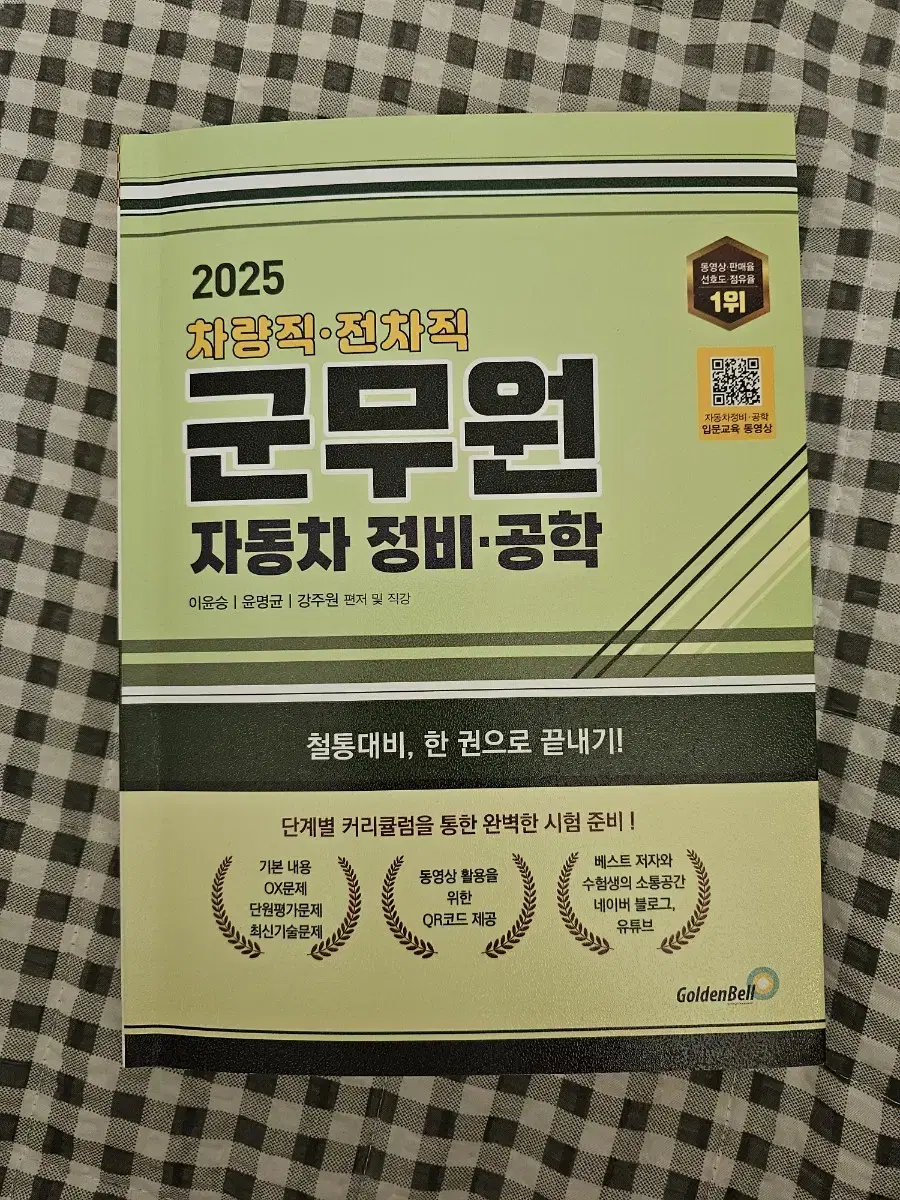 2025
차량직·전차직
군무원
자동차 정비·공학
이윤승 | 윤명균 | 강주원 편저 및 직강
동영상·판매율
선호도·점유율
1위
자동차정비·공학
입문교육 동영상
철통대비, 한 권으로 끝내기!
단계별 커리큘럼을 통한 완벽한 시험 준비 !
기본 내용
OX문제
단원평가문제
최신기술문제
동영상 활용을
위한
QR코드 제공
베스트 저자와
수험생의 소통공간
네이버 블로그,
유튜브
GoldenBell